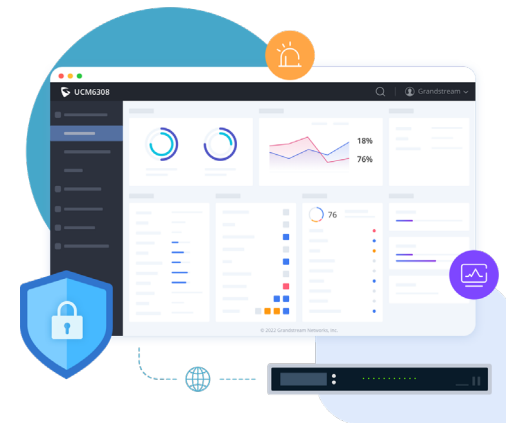 UCM6308
Grandstream
18%
76%
76
© 2022 Grandstream Networks, Inc.